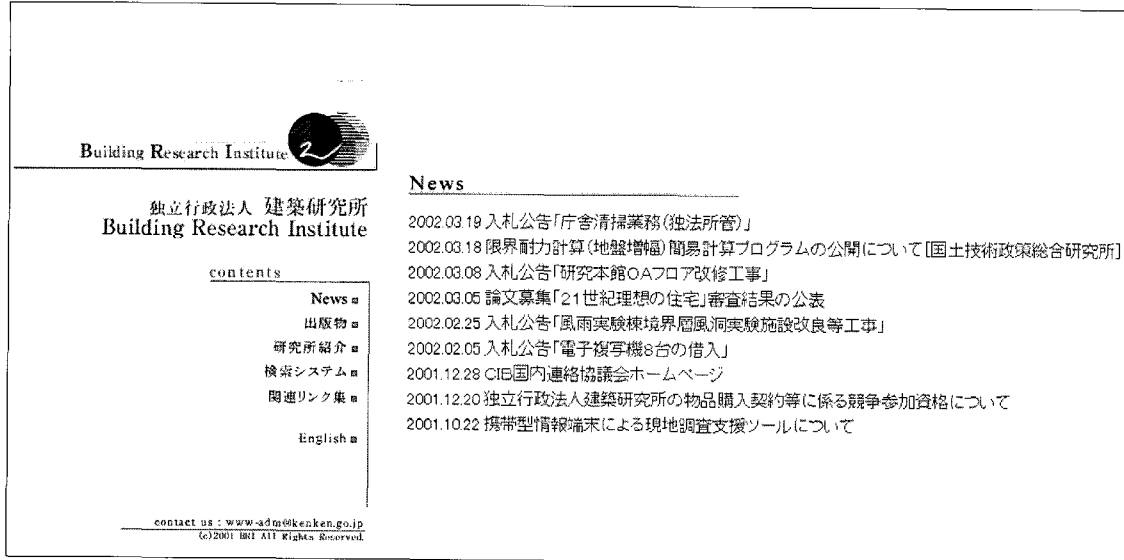 Building Research Institute
独立行政法人 建築研究所
Building Research Institute
contents
News
出版物
研究所紹介
検索システム
関連リンク集
English
contact us : www-adm@kenken.go.jp
(c)2001 BRI All Rights Reserved.
News
2002.03.19 入札公告「庁舎清掃業務(独法所管)」
2002.03.18 限界耐力計算(地盤増幅)簡易計算プログラムの公開について[国土技術政策総合研究所]
2002.03.08 入札公告「研究本館OAフロア改修工事」
2002.03.05 論文募集「21世紀理想の住宅」審査結果の公表
2002.02.25 入札公告「風雨実験棟境界層風洞実験施設改良等工事」
2002.02.05 入札公告「電子複写機8台の借入」
2001.12.28 CIB国内連絡協議会ホームページ
2001.12.20 独立行政法人建築研究所の物品購入契約等に係る競争参加資格について
2001.10.22 携帯型情報端末による現地調査支援ツールについて